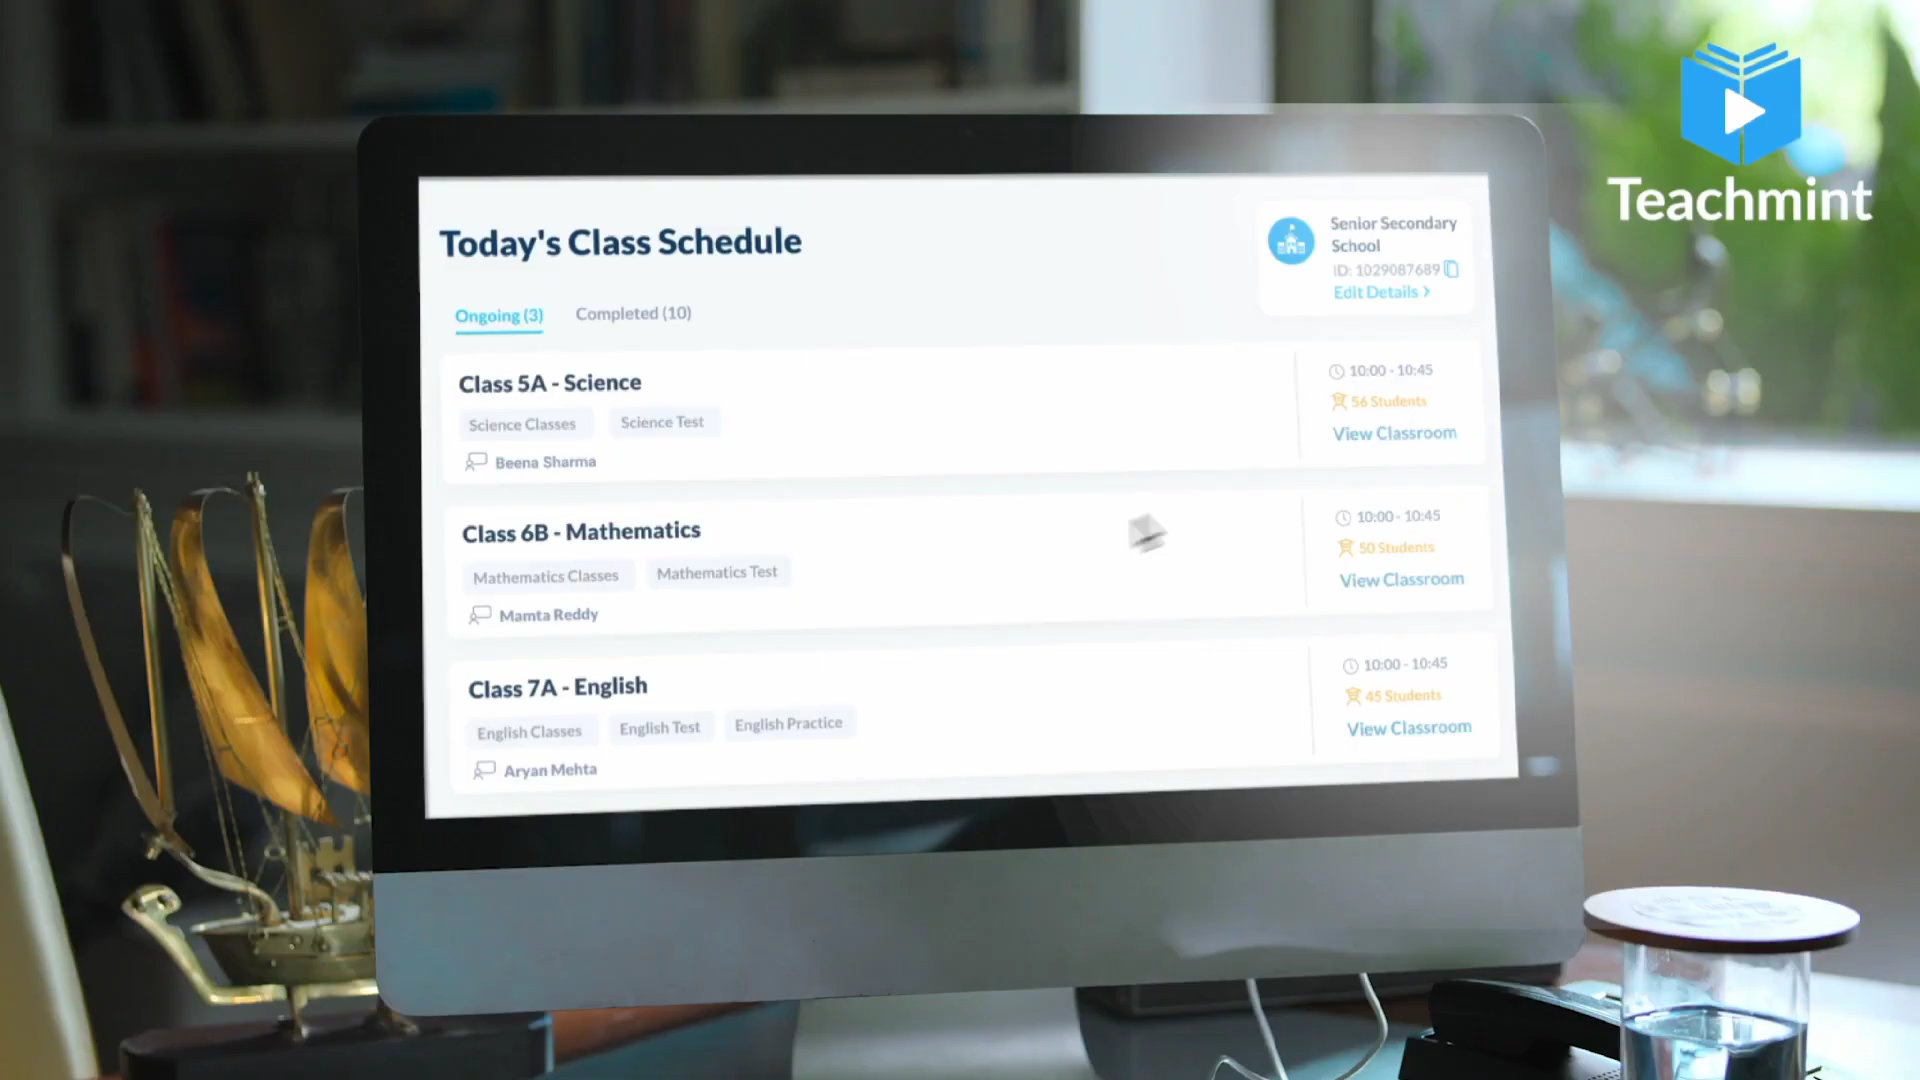 Teachmint
Today's Class Schedule
Senior Secondary
School
ID: 1029087689
Edit Details >
Ongoing (3)
Completed (10)
Class 5A - Science
Science Classes
Science Test
Beena Sharma
10:00 - 10:45
56 Students
View Classroom
Class 6B - Mathematics
Mathematics Classes
Mathematics Test
Mamta Reddy
10:00 - 10:45
50 Students
View Classroom
Class 7A - English
English Classes
English Test
English Practice
Aryan Mehta
10:00 - 10:45
45 Students
View Classroom